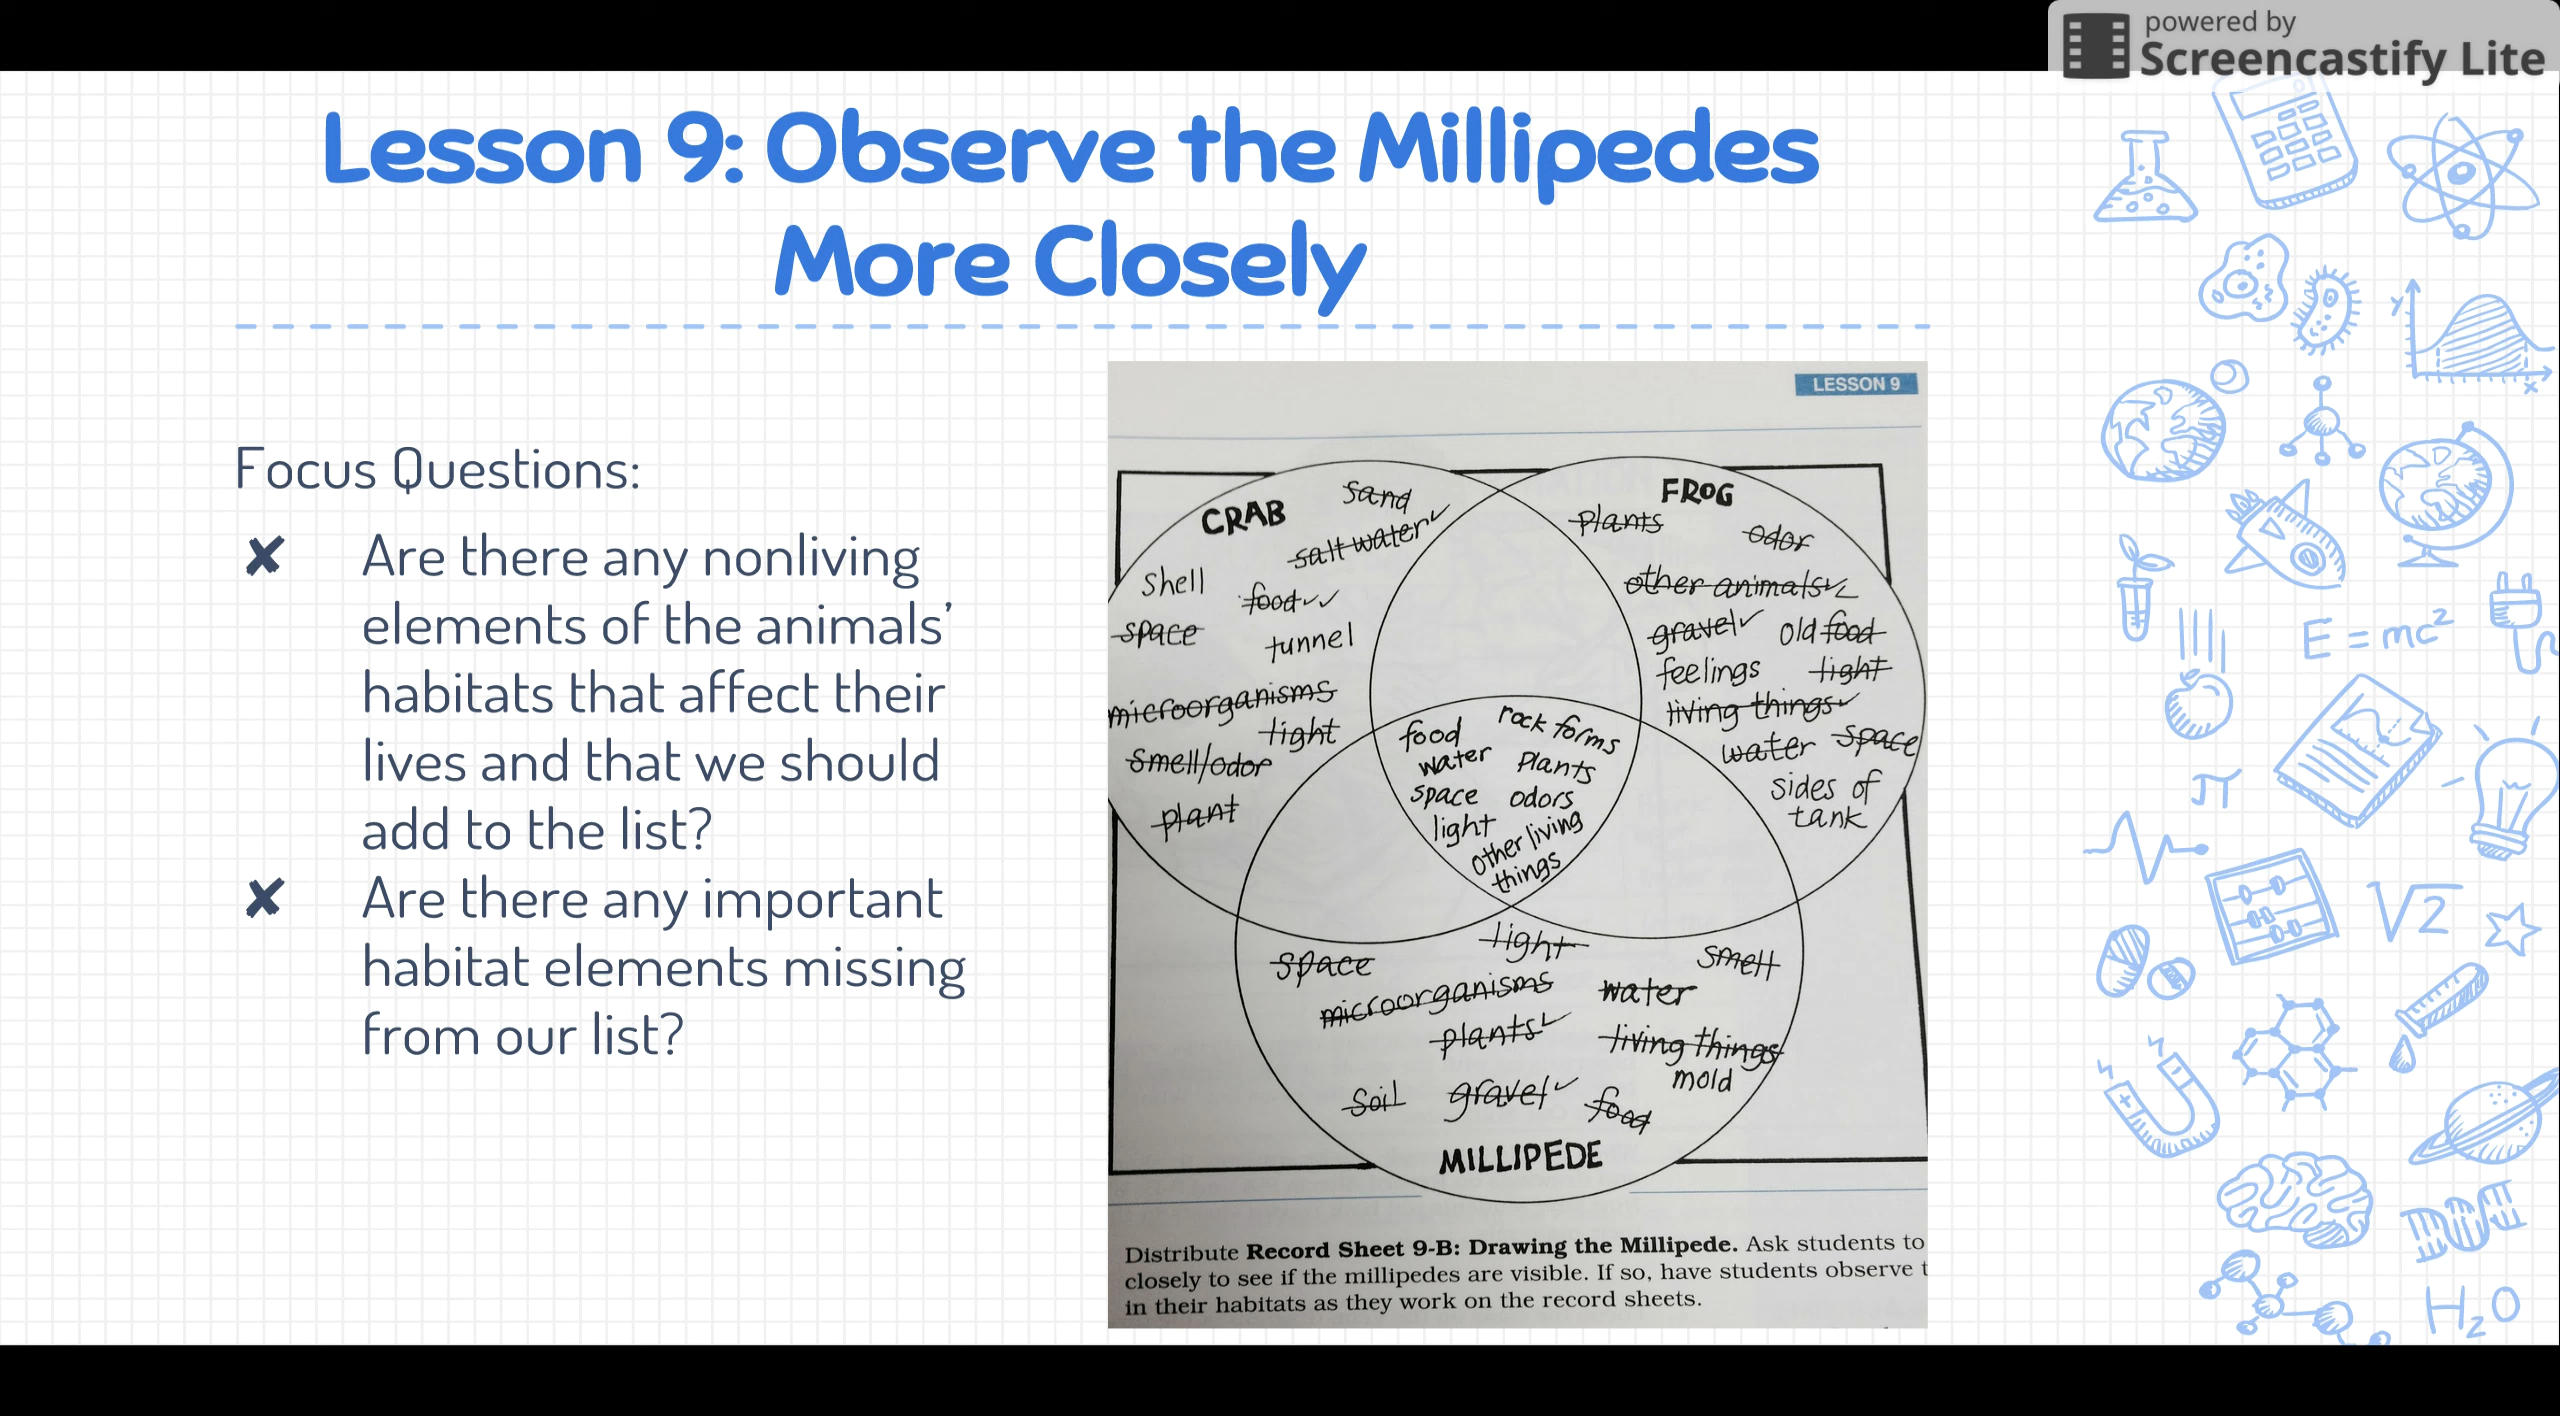 powered by
Screencastify Lite
Lesson 9: Observe the Millipedes
More Closely
Focus Questions:
✘ Are there any nonliving
elements of the animals’
habitats that affect their
lives and that we should
add to the list?
✘ Are there any important
habitat elements missing
from our list?
LESSON 9
CRAB
sand
salt water✓
shell
food✓✓
space
tunnel
microorganisms
light
smell/odor
plant
FROG
plants
odor
other animals✓✓
gravel✓
old food
feelings
light
living things✓
water
space
sides of
tank
food
rock forms
water
plants
space
odors
light
other living
things
light
space
smell
microorganisms
water
plants✓
living things
mold
soil
gravel✓
food
MILLIPEDE
Distribute Record Sheet 9-B: Drawing the Millipede. Ask students to
closely to see if the millipedes are visible. If so, have students observe t
in their habitats as they work on the record sheets.
y
x
E = mc²
π
√2
H₂O